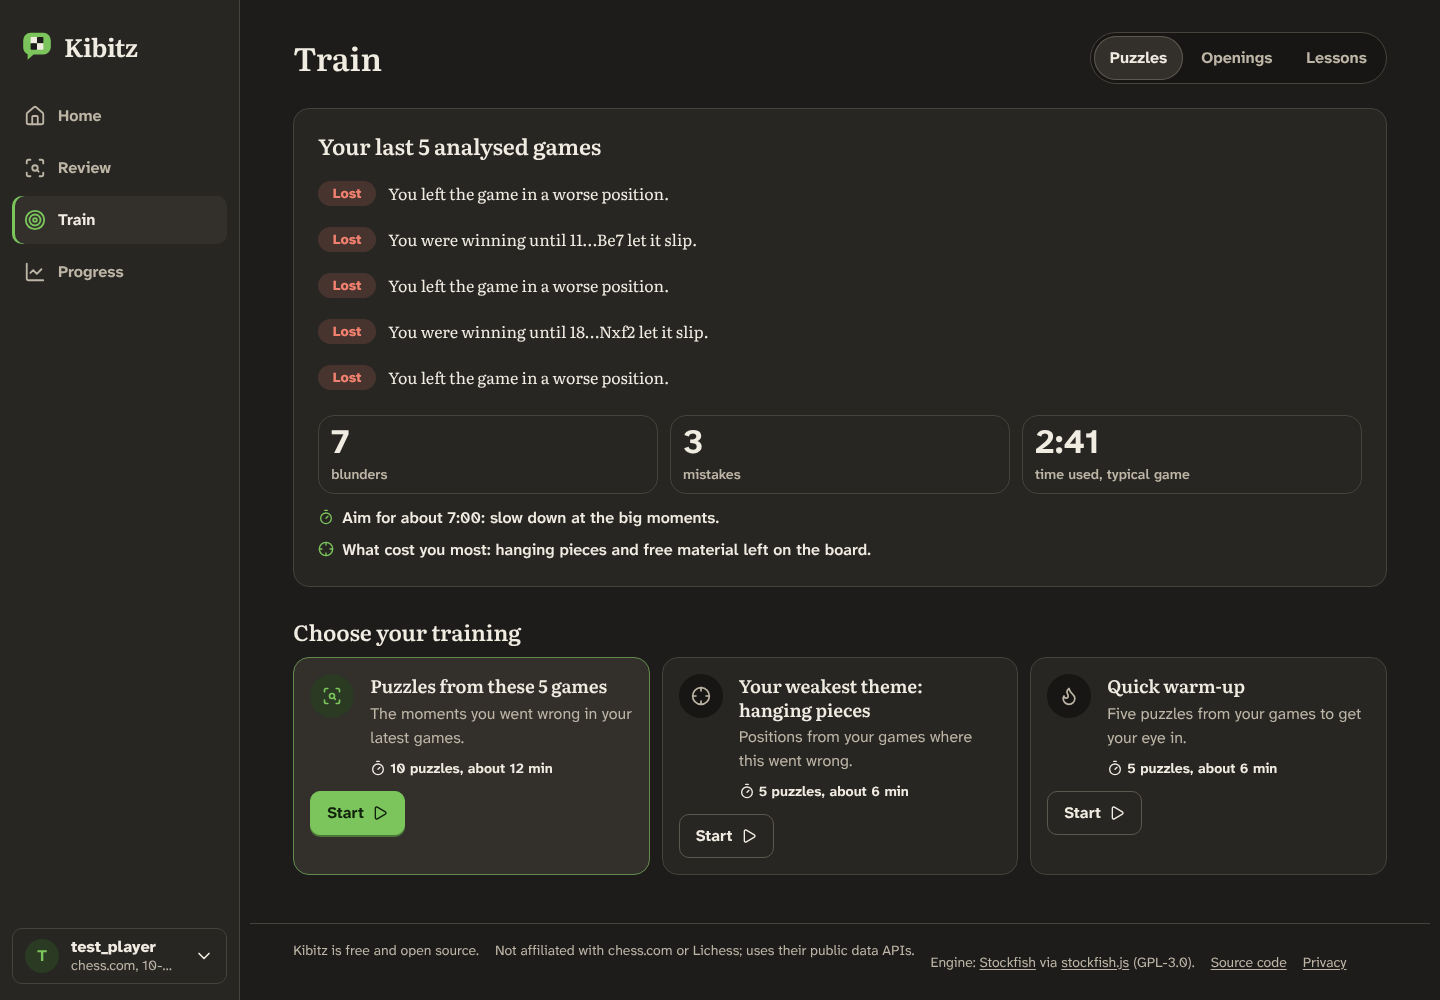 Kibitz
Home
Review
Train
Progress
test_player
chess.com, 10-...
T
Train
Puzzles
Openings
Lessons
Your last 5 analysed games
Lost You left the game in a worse position.
Lost You were winning until 11...Be7 let it slip.
Lost You left the game in a worse position.
Lost You were winning until 18...Nxf2 let it slip.
Lost You left the game in a worse position.
7
blunders
3
mistakes
2:41
time used, typical game
Aim for about 7:00: slow down at the big moments.
What cost you most: hanging pieces and free material left on the board.
Choose your training
Puzzles from these 5 games
The moments you went wrong in your
latest games.
10 puzzles, about 12 min
Start
Your weakest theme:
hanging pieces
Positions from your games where
this went wrong.
5 puzzles, about 6 min
Start
Quick warm-up
Five puzzles from your games to get
your eye in.
5 puzzles, about 6 min
Start
Kibitz is free and open source. Not affiliated with chess.com or Lichess; uses their public data APIs.
Engine: Stockfish via stockfish.js (GPL-3.0). Source code Privacy